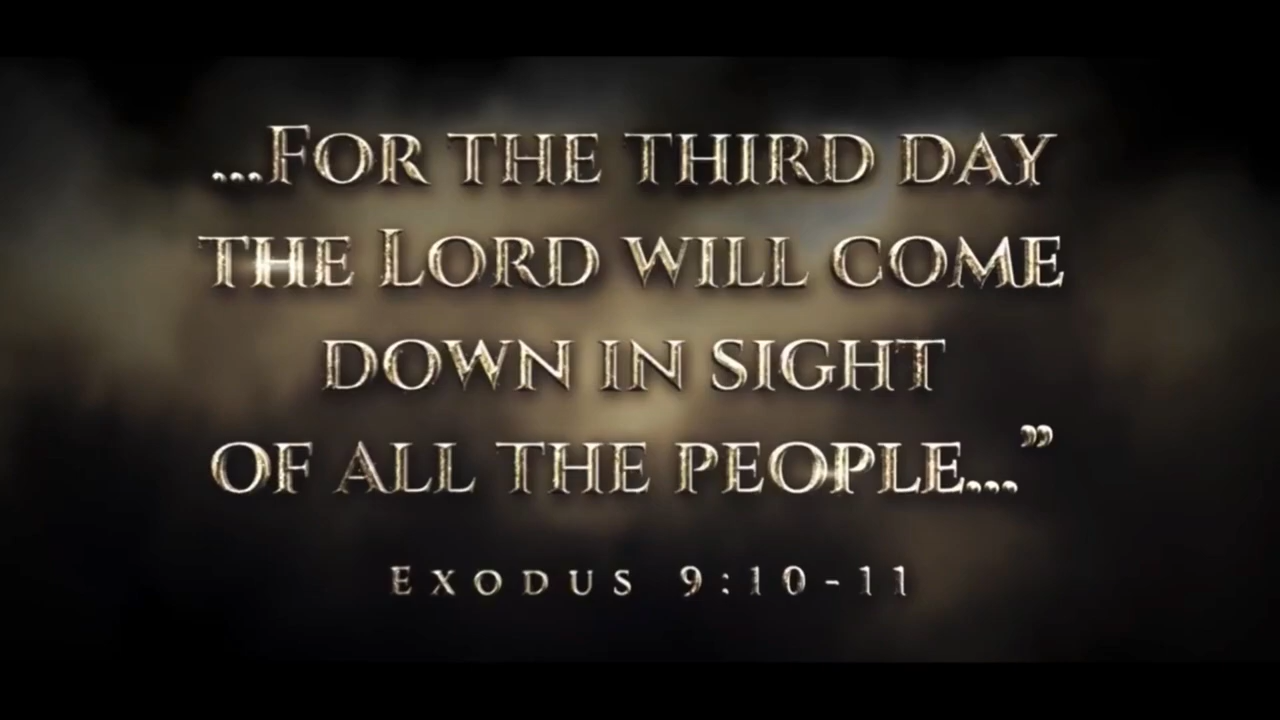 ...For the third day
the Lord will come
down in sight
of all the people...”
Exodus 9:10-11